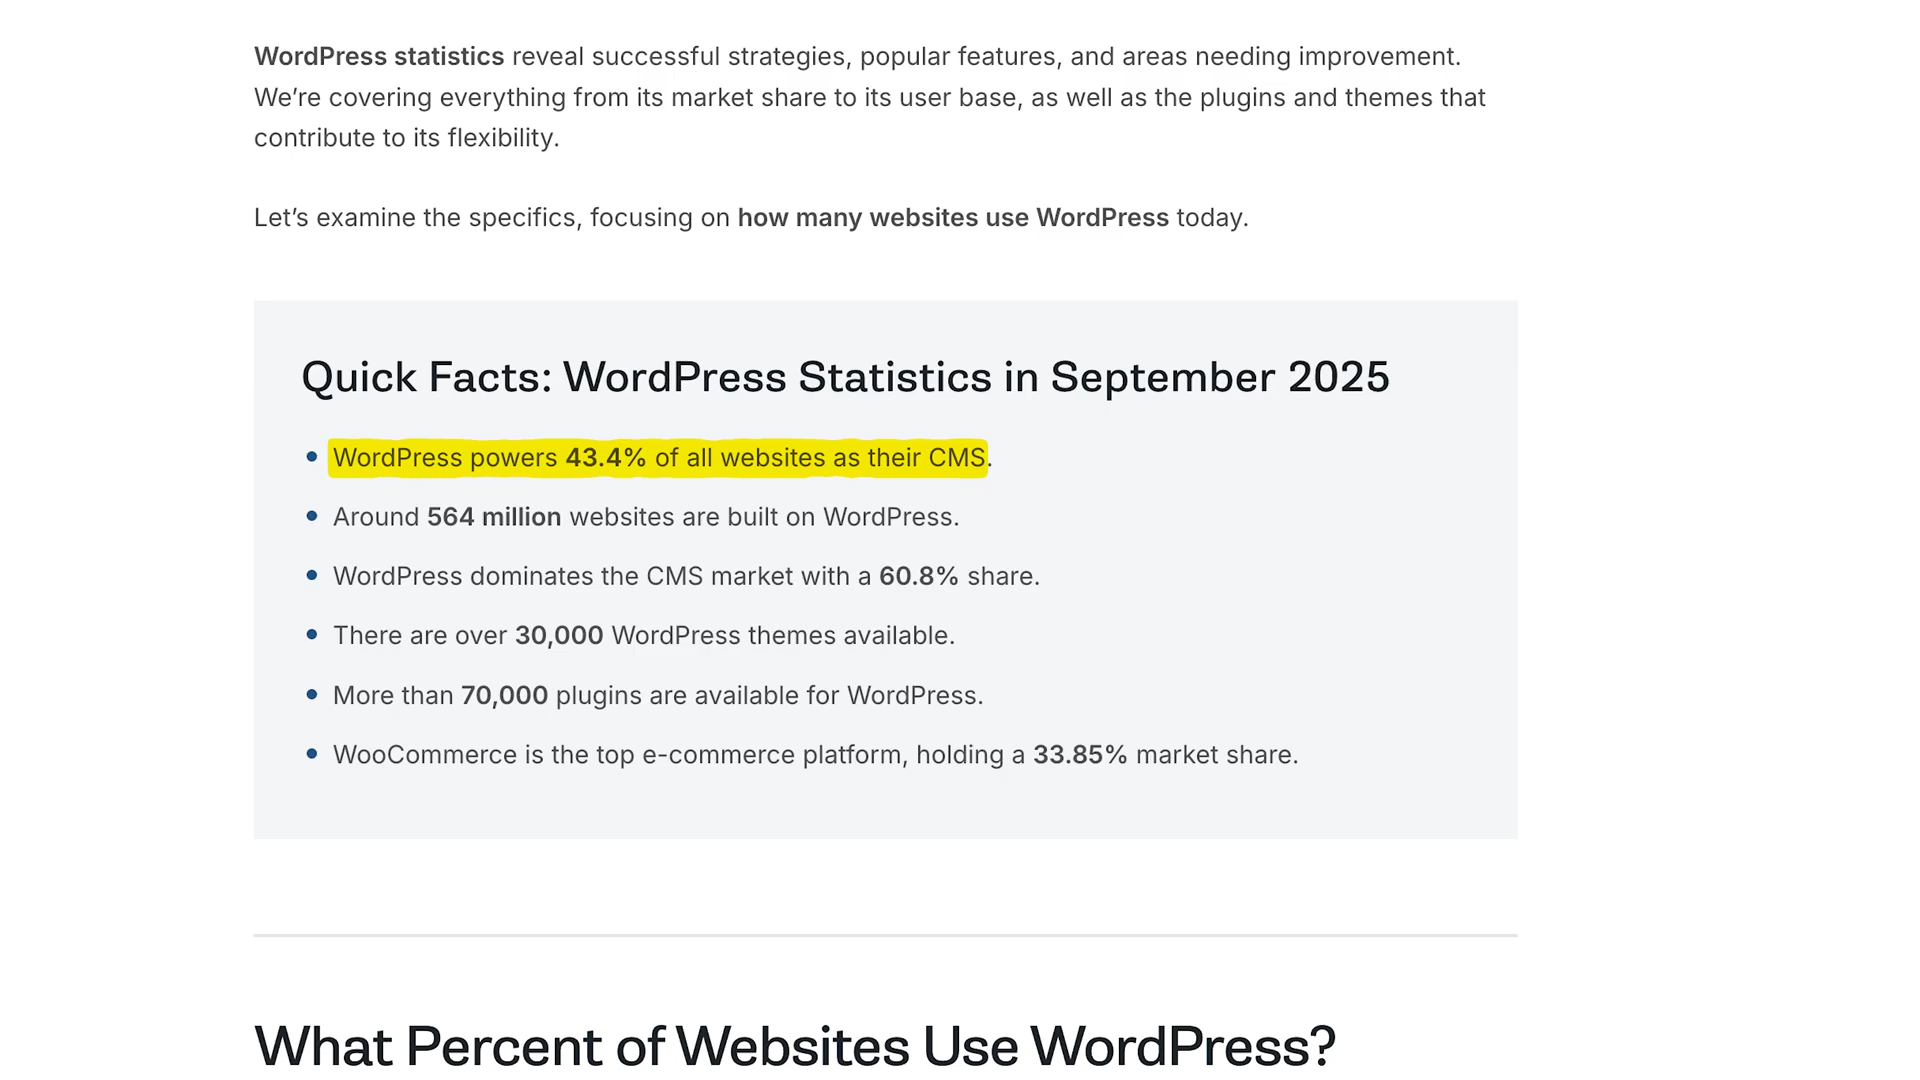 WordPress statistics reveal successful strategies, popular features, and areas needing improvement.
We’re covering everything from its market share to its user base, as well as the plugins and themes that
contribute to its flexibility.
Let’s examine the specifics, focusing on how many websites use WordPress today.
Quick Facts: WordPress Statistics in September 2025
• WordPress powers 43.4% of all websites as their CMS.
• Around 564 million websites are built on WordPress.
• WordPress dominates the CMS market with a 60.8% share.
• There are over 30,000 WordPress themes available.
• More than 70,000 plugins are available for WordPress.
• WooCommerce is the top e-commerce platform, holding a 33.85% market share.
What Percent of Websites Use WordPress?